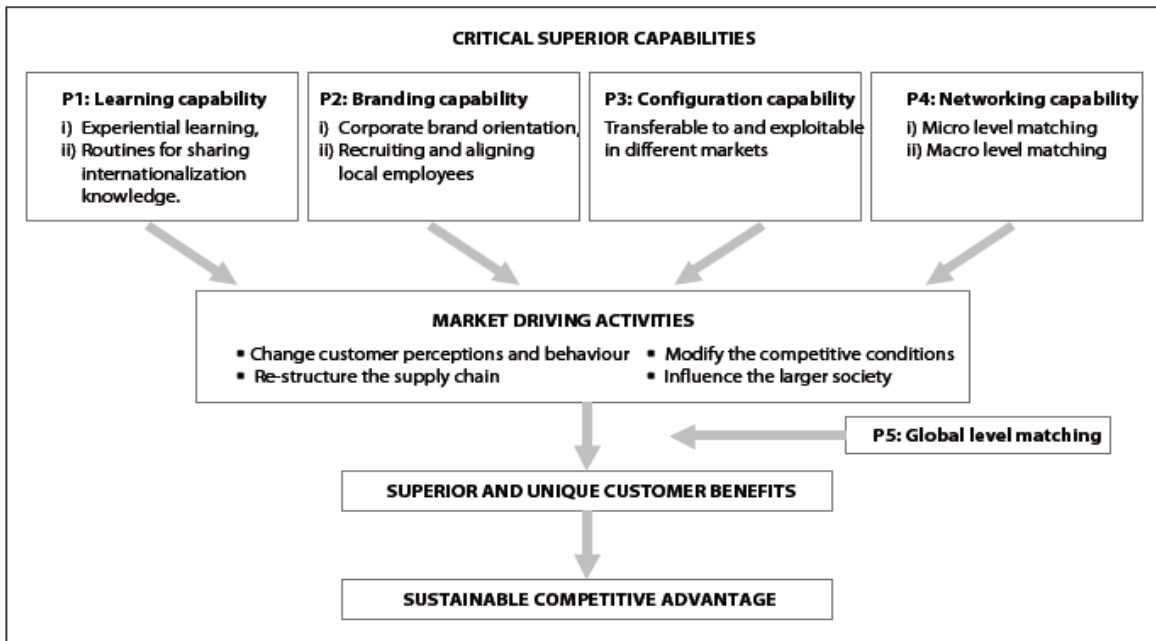 CRITICAL SUPERIOR CAPABILITIES
P1: Learning capability
i) Experiential learning,
ii) Routines for sharing
internationalization
knowledge.
P2: Branding capability
i) Corporate brand orientation,
ii) Recruiting and aligning
local employees
P3: Configuration capability
Transferable to and exploitable
in different markets
P4: Networking capability
i) Micro level matching
ii) Macro level matching
MARKET DRIVING ACTIVITIES
▪ Change customer perceptions and behaviour
▪ Re-structure the supply chain
▪ Modify the competitive conditions
▪ Influence the larger society
P5: Global level matching
SUPERIOR AND UNIQUE CUSTOMER BENEFITS
SUSTAINABLE COMPETITIVE ADVANTAGE